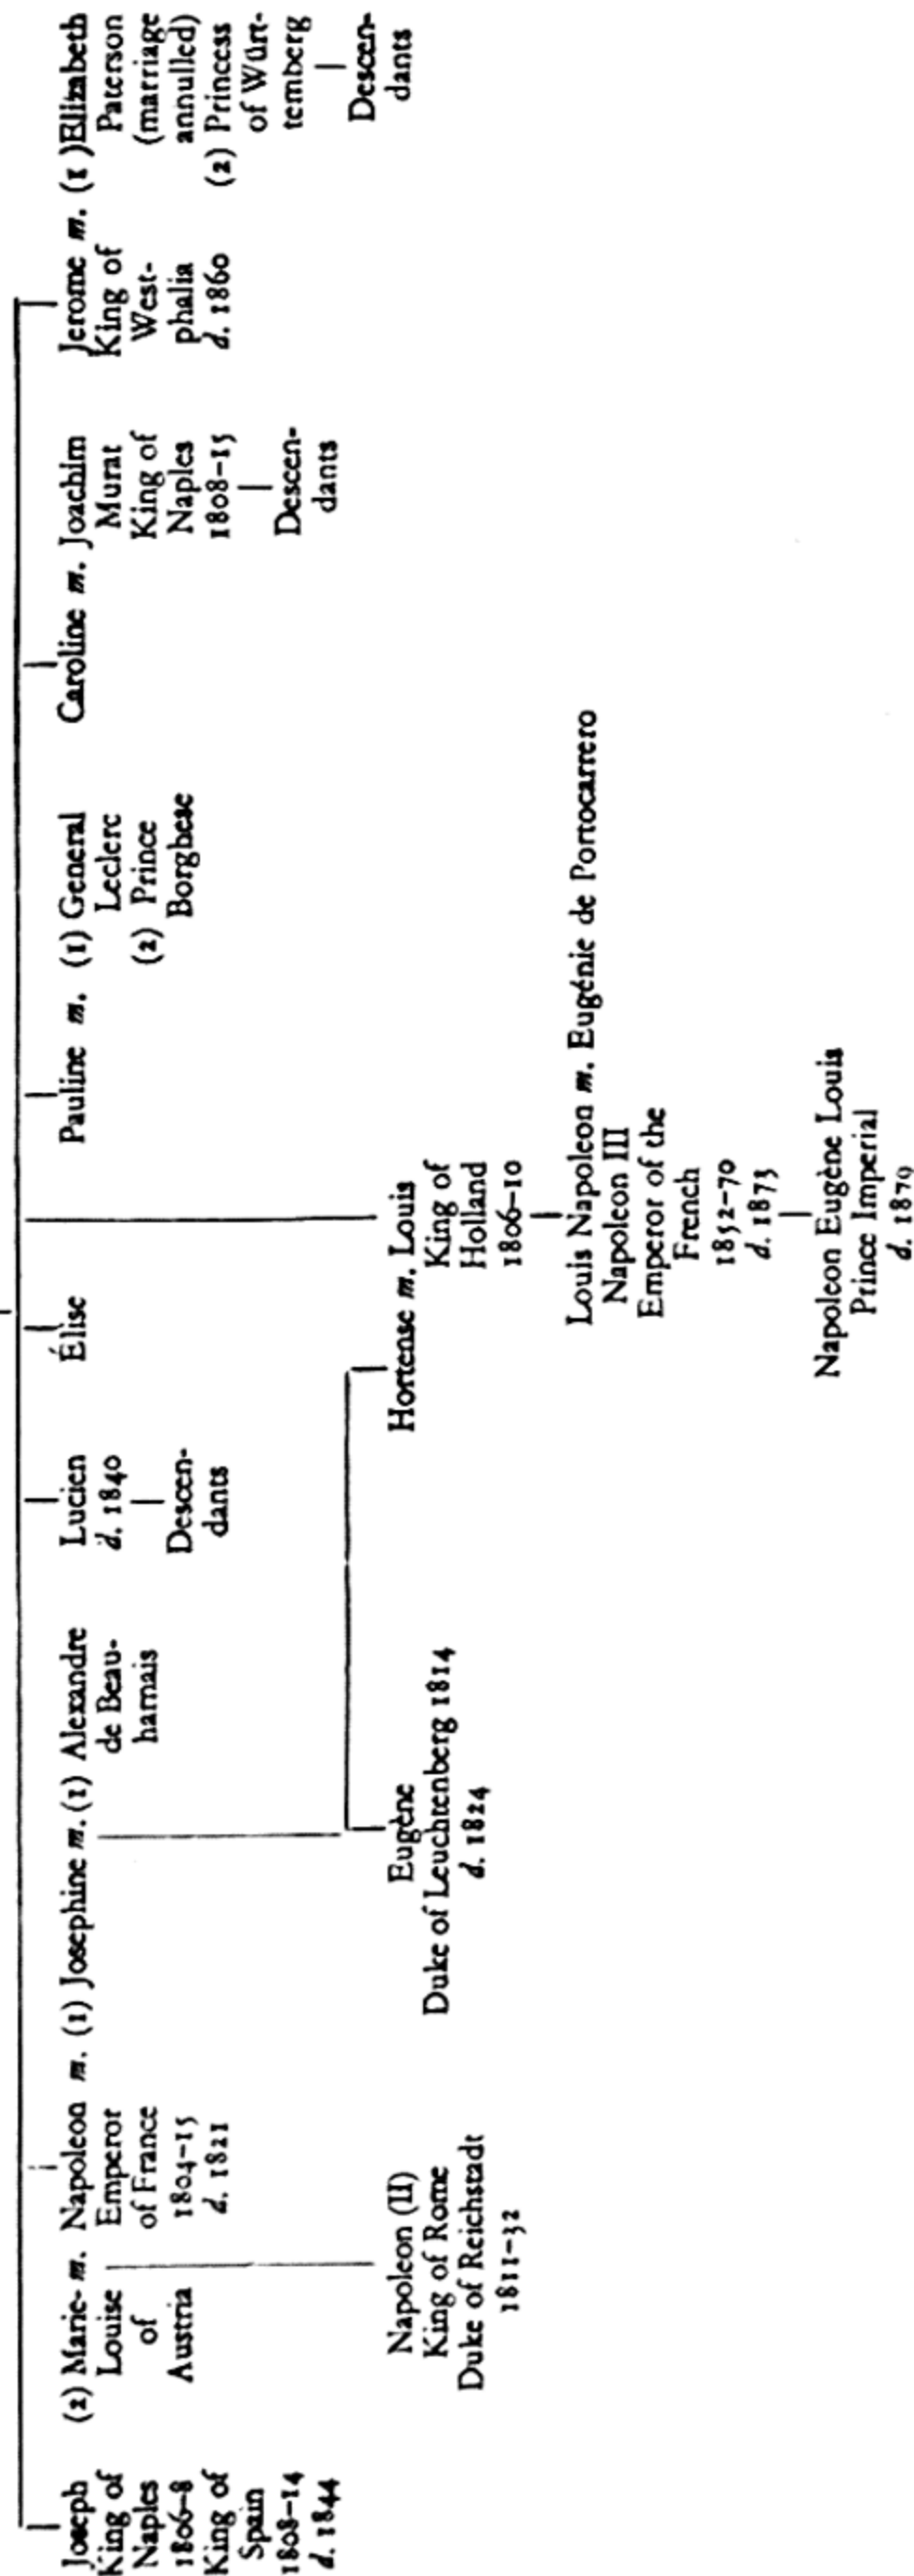 Joseph
King of
Naples
1806-8
King of
Spain
1808-14
d. 1844
(2) Marie- m. Napoleon m. (1) Josephine m. (1) Alexandre
Louise
of
Austria
Emperor
of France
1804-15
d. 1821
de Beau-
harnais
Lucien
d. 1840
Descen-
dants
Élise
Pauline m. (1) General
Leclerc
(2) Prince
Borghese
Caroline m. Joachim
Murat
King of
Naples
1808-15
Descen-
dants
Jerome m. (1) Elizabeth
King of
West-
phalia
d. 1860
Paterson
(marriage
annulled)
(2) Princess
of Würt-
temberg
Descen-
dants
Napoleon (II)
King of Rome
Duke of Reichstadt
1811-32
Eugène
Duke of Leuchtenberg 1814
d. 1824
Hortense m. Louis
King of
Holland
1806-10
Louis Napoleon m. Eugénie de Portocarrero
Napoleon III
Emperor of the
French
1852-70
d. 1873
Napoleon Eugène Louis
Prince Imperial
d. 1879